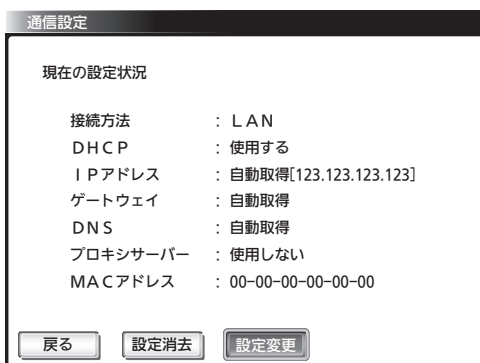 通信設定
現在の設定状況
接続方法 : ＬＡＮ
ＤＨＣＰ : 使用する
ＩＰアドレス : 自動取得[123.123.123.123]
ゲートウェイ : 自動取得
ＤＮＳ : 自動取得
プロキシサーバー : 使用しない
ＭＡＣアドレス : 00-00-00-00-00-00
戻る 設定消去 設定変更